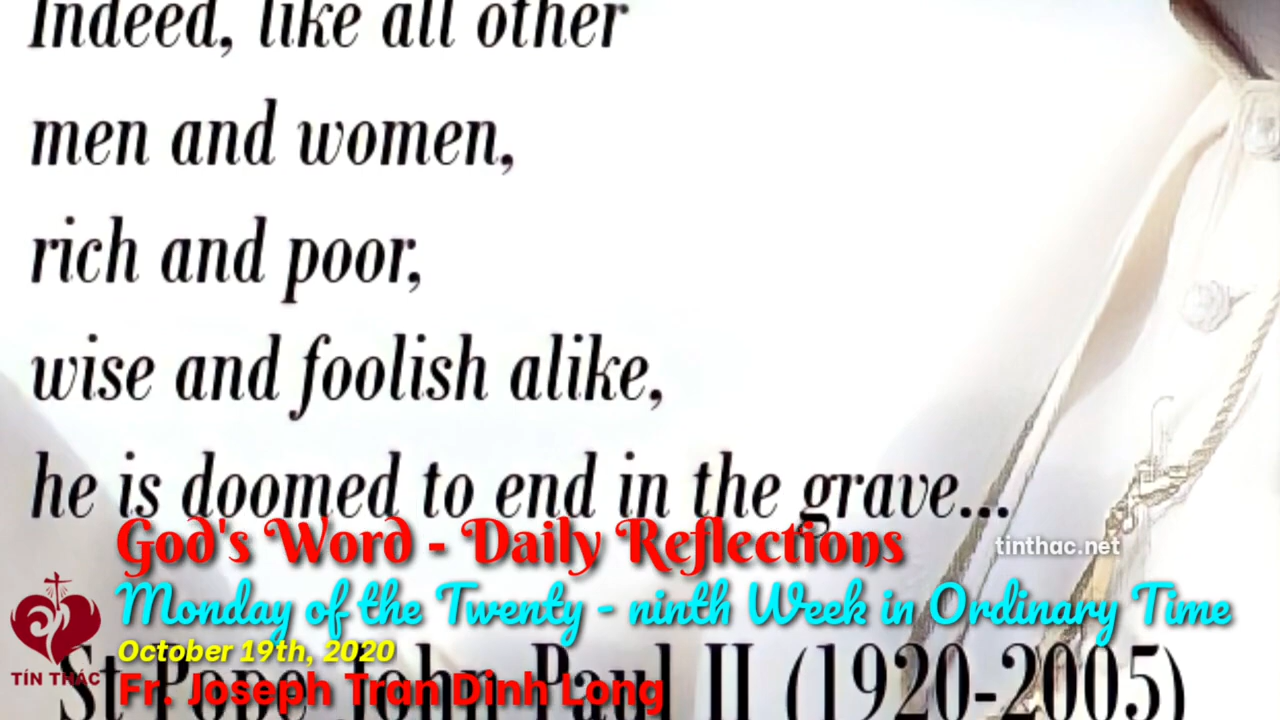 Indeed, like all other
men and women,
rich and poor,
wise and foolish alike,
he is doomed to end in the grave...
God's Word - Daily Reflections
tinthac.net
Monday of the Twenty - ninth Week in Ordinary Time
October 19th, 2020
TÍN THÁC
St Pope John Paul II (1920-2005)
Fr. Joseph Tran Dinh Long